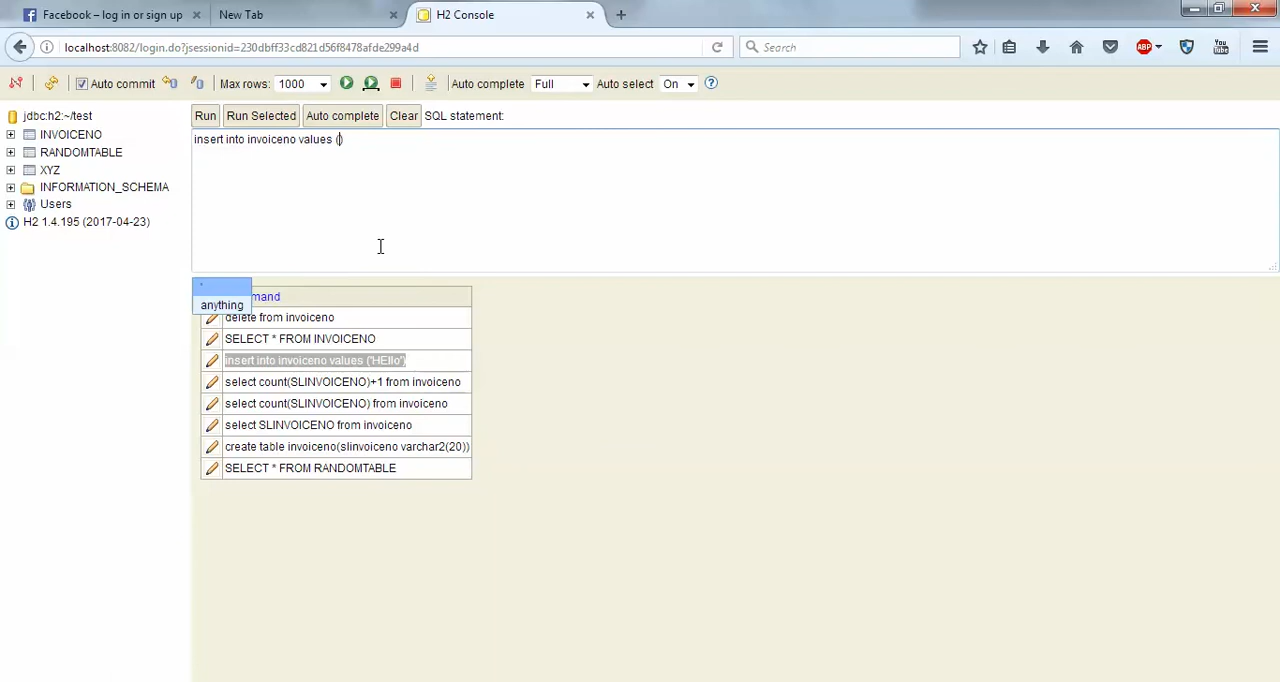 Facebook – log in or sign up
New Tab
H2 Console
localhost:8082/login.do?jsessionid=230dbff33cd821d56f8478afde299a4d
Search
ABP
You Tube
Auto commit
Max rows:
1000
Auto complete
Full
Auto select
On
jdbc:h2:~/test
INVOICENO
RANDOMTABLE
XYZ
INFORMATION_SCHEMA
Users
H2 1.4.195 (2017-04-23)
Run
Run Selected
Auto complete
Clear
SQL statement:
insert into invoiceno values ()
'
anything
mand
delete from invoiceno
SELECT * FROM INVOICENO
insert into invoiceno values ('HEllo')
select count(SLINVOICENO)+1 from invoiceno
select count(SLINVOICENO) from invoiceno
select SLINVOICENO from invoiceno
create table invoiceno(slinvoiceno varchar2(20))
SELECT * FROM RANDOMTABLE